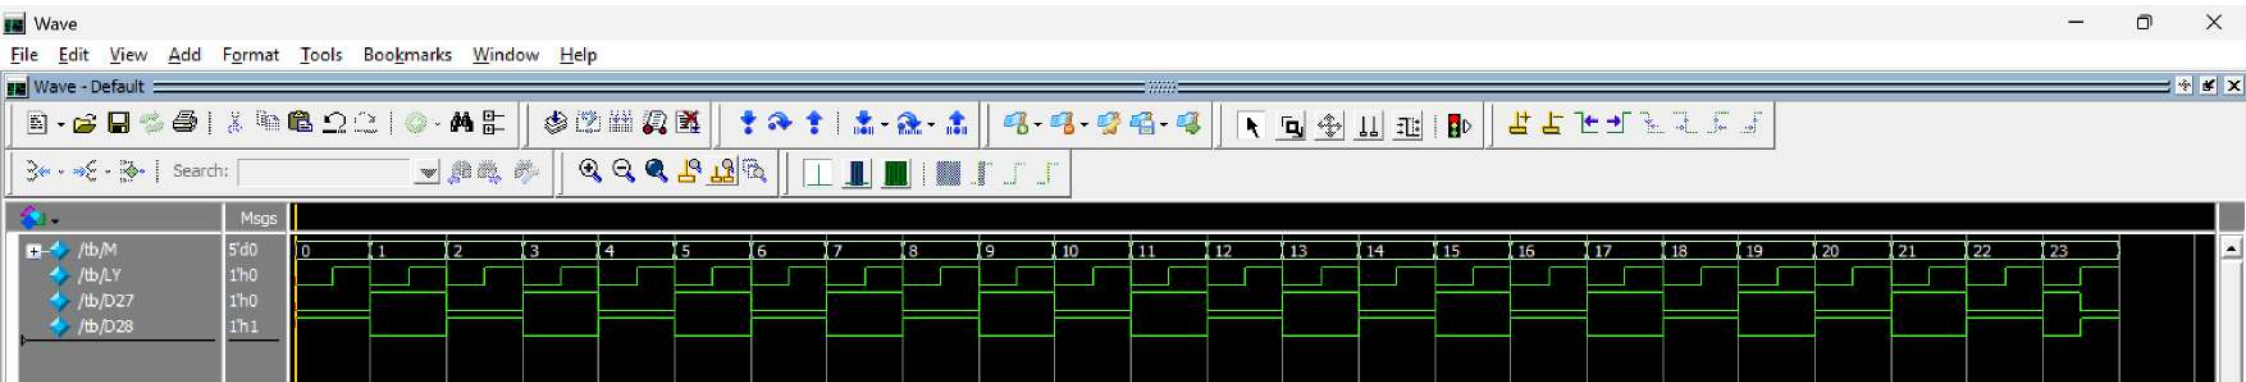 Wave
File Edit View Add Format Tools Bookmarks Window Help
Wave - Default
Search:
Msgs
/tb/M 5'd0 0 1 2 3 4 5 6 7 8 9 10 11 12 13 14 15 16 17 18 19 20 21 22 23
/tb/LY 1'h0
/tb/D27 1'h0
/tb/D28 1'h1